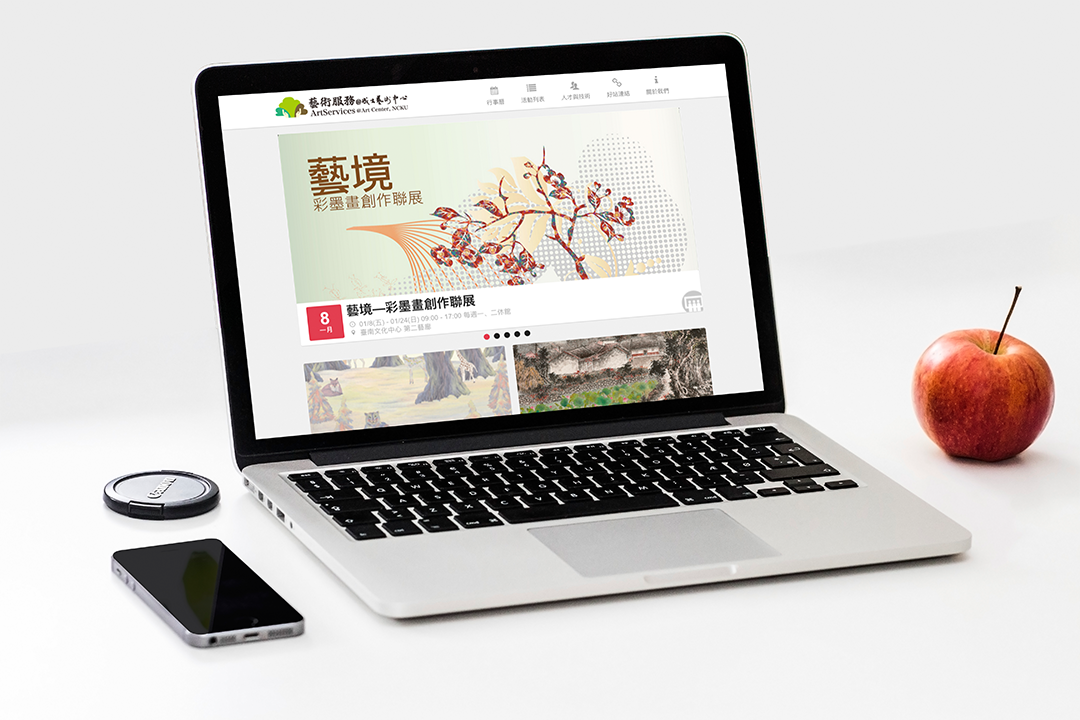 藝術服務@成大藝術中心
ArtServices @Art Center, NCKU
行事曆
活動列表
人才與技術
好站連結
關於我們
藝境
彩墨畫創作聯展
8
一月
藝境—彩墨畫創作聯展
01/8(五) - 01/24(日) 09:00 - 17:00 每週一、二休館
臺南文化中心 第二藝廊
Canon